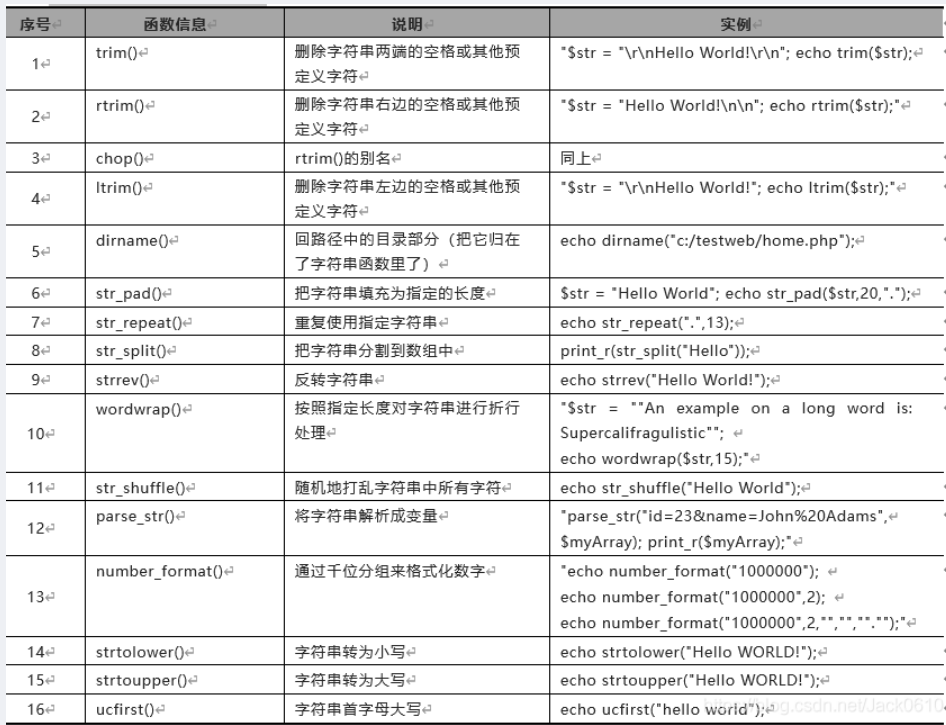 序号 函数信息 说明 实例
1 trim() 删除字符串两端的空格或其他预 "$str = "\r\nHello World!\r\n"; echo trim($str);
定义字符
2 rtrim() 删除字符串右边的空格或其他预 "$str = "Hello World!\n\n"; echo rtrim($str);"
定义字符
3 chop() rtrim()的别名 同上
4 ltrim() 删除字符串左边的空格或其他预 "$str = "\r\nHello World!"; echo ltrim($str);"
定义字符
5 dirname() 回路径中的目录部分（把它归在 echo dirname("c:/testweb/home.php");
了字符串函数里了）
6 str_pad() 把字符串填充为指定的长度 $str = "Hello World"; echo str_pad($str,20,".");
7 str_repeat() 重复使用指定字符串 echo str_repeat(".",13);
8 str_split() 把字符串分割到数组中 print_r(str_split("Hello"));
9 strrev() 反转字符串 echo strrev("Hello World!");
10 wordwrap() 按照指定长度对字符串进行折行 "$str = ""An example on a long word is:
处理 Supercalifragulistic"";
echo wordwrap($str,15);"
11 str_shuffle() 随机地打乱字符串中所有字符 echo str_shuffle("Hello World");
12 parse_str() 将字符串解析成变量 "parse_str("id=23&name=John%20Adams",
$myArray); print_r($myArray);"
13 number_format() 通过千位分组来格式化数字 "echo number_format("1000000");
echo number_format("1000000",2);
echo number_format("1000000",2,"","",""."");"
14 strtolower() 字符串转为小写 echo strtolower("Hello WORLD!");
15 strtoupper() 字符串转为大写 echo strtoupper("Hello WORLD!");
16 ucfirst() 字符串首字母大写 echo ucfirst("hello world");
https://blog.csdn.net/Jack0610